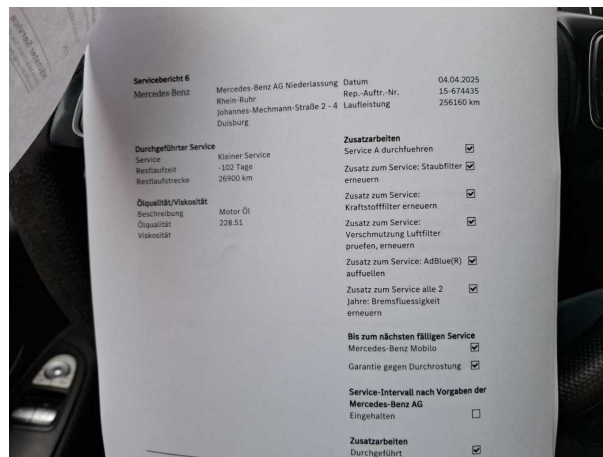 Servicebericht 6
Mercedes-Benz
Mercedes-Benz AG Niederlassung
Rhein-Ruhr
Johannes-Mechmann-Straße 2 - 4
Duisburg
Datum 04.04.2025
Rep.-Auftr.-Nr. 15-674435
Laufleistung 256160 km
Durchgeführter Service
Service Kleiner Service
Restlaufzeit -102 Tage
Restlaufstrecke 26900 km
Ölqualität/Viskosität
Beschreibung Motor Öl
Ölqualität 228.51
Viskosität
Zusatzarbeiten
Service A durchfuehren
Zusatz zum Service: Staubfilter
erneuern
Zusatz zum Service:
Kraftstofffilter erneuern
Zusatz zum Service:
Verschmutzung Luftfilter
pruefen, erneuern
Zusatz zum Service: AdBlue(R)
auffuellen
Zusatz zum Service alle 2
Jahre: Bremsfluessigkeit
erneuern
Bis zum nächsten fälligen Service
Mercedes-Benz Mobilo
Garantie gegen Durchrostung
Service-Intervall nach Vorgaben der
Mercedes-Benz AG
Eingehalten
Zusatzarbeiten
Durchgeführt